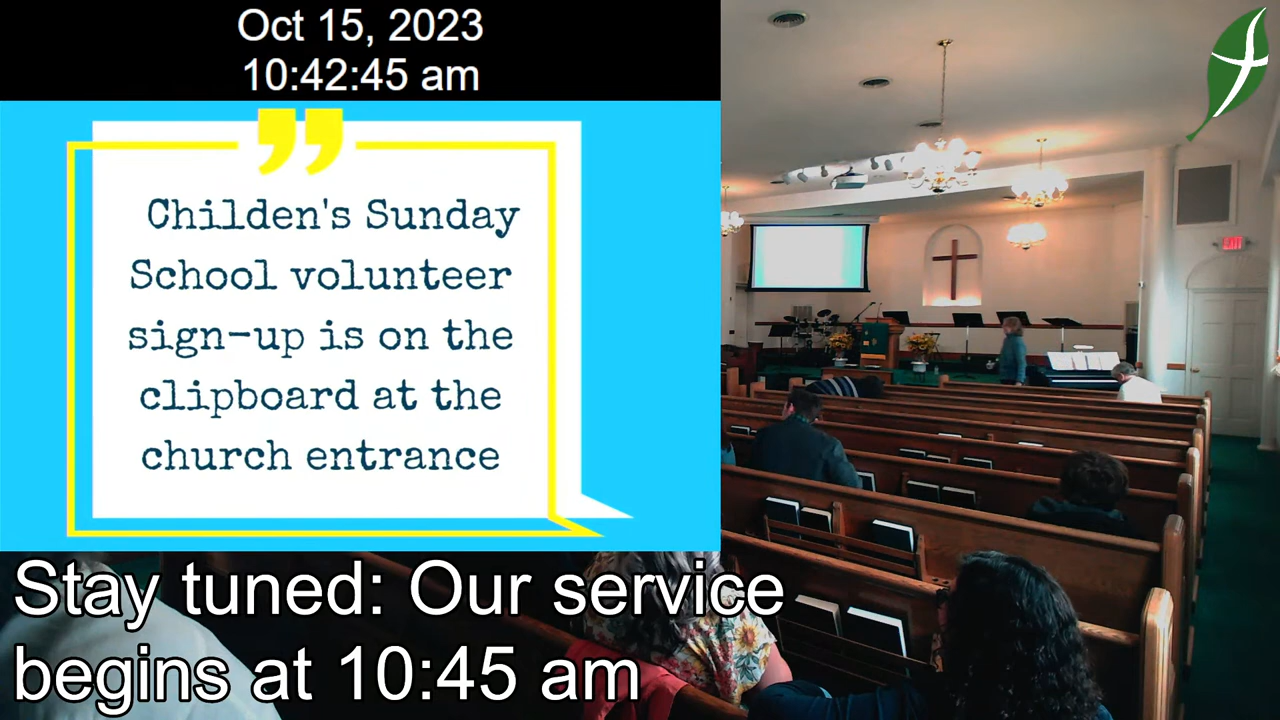 Oct 15, 2023
10:42:45 am
Childen's Sunday
School volunteer
sign-up is on the
clipboard at the
church entrance
Stay tuned: Our service
begins at 10:45 am